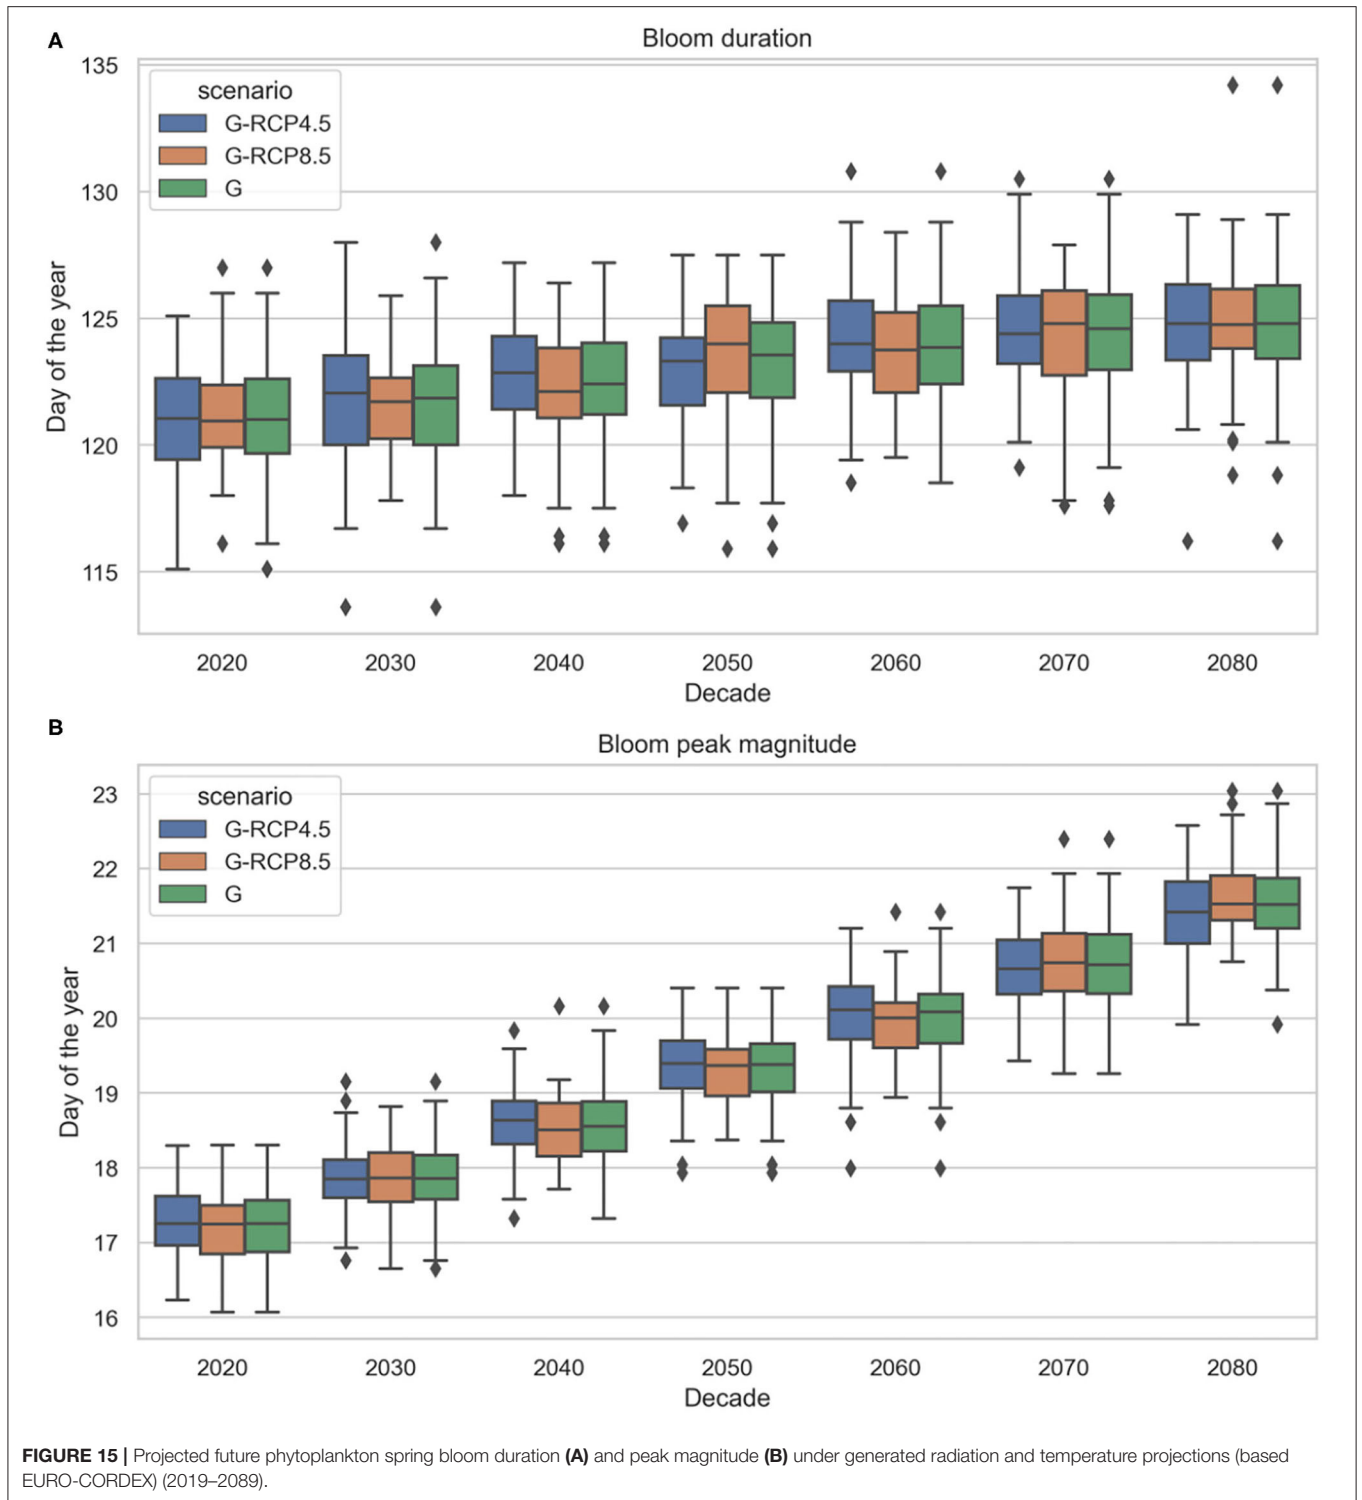 A
Bloom duration
135
130
125
120
115
Day of the year
scenario
G-RCP4.5
G-RCP8.5
G
2020 2030 2040 2050 2060 2070 2080
Decade
B
Bloom peak magnitude
23
22
21
20
19
18
17
16
Day of the year
scenario
G-RCP4.5
G-RCP8.5
G
2020 2030 2040 2050 2060 2070 2080
Decade
FIGURE 15 | Projected future phytoplankton spring bloom duration (A) and peak magnitude (B) under generated radiation and temperature projections (based
EURO-CORDEX) (2019–2089).